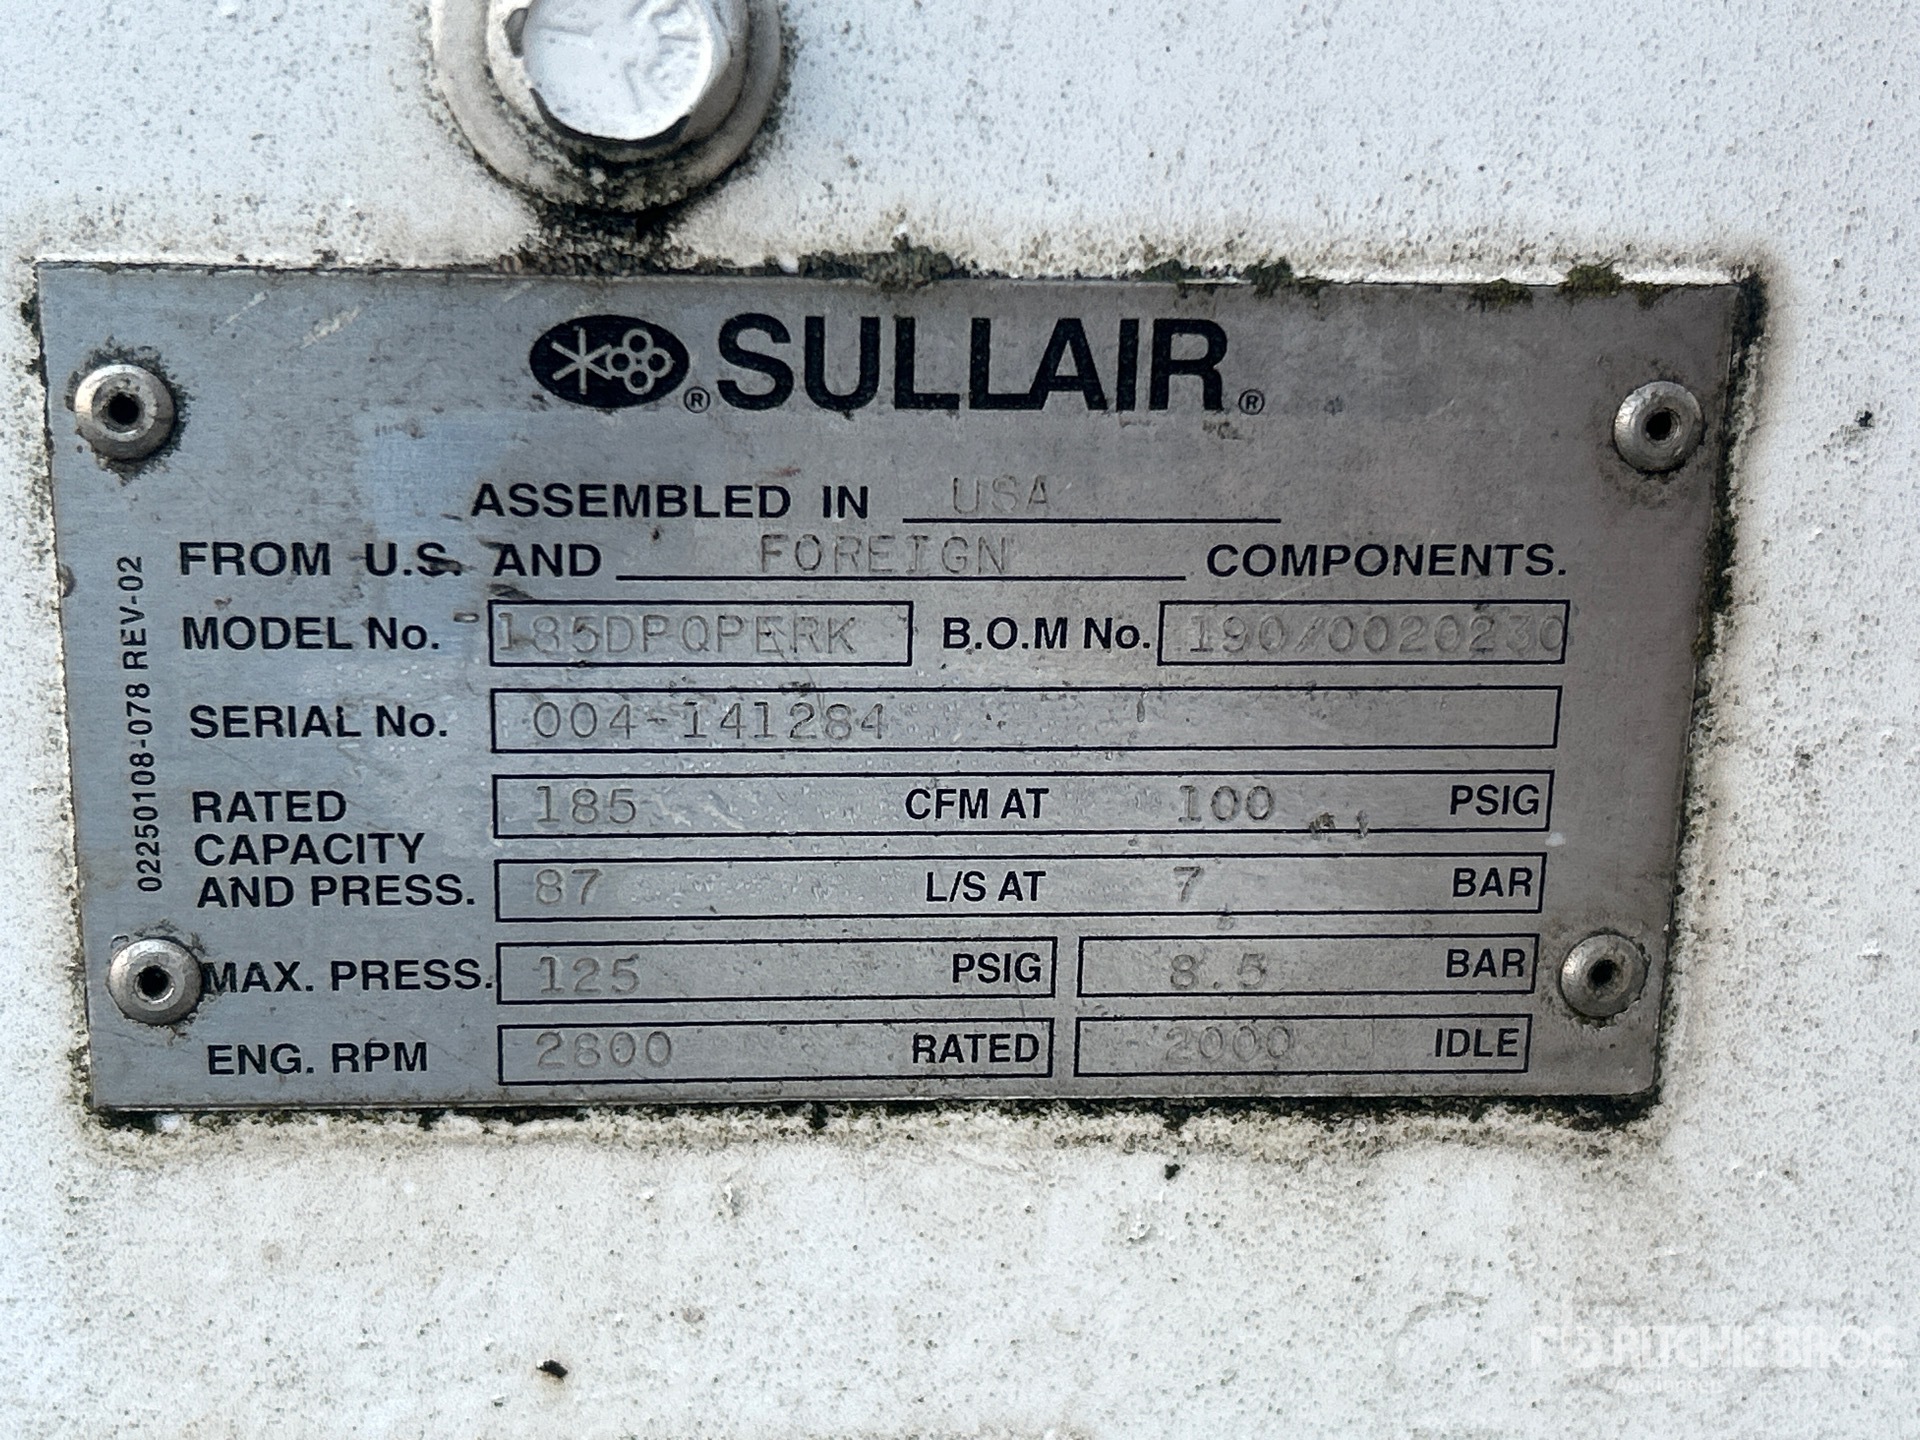 SULLAIR®
ASSEMBLED IN USA
FROM U.S. AND FOREIGN COMPONENTS.
MODEL No. 185DPQPERK B.O.M No. 190/0020230
SERIAL No. 004-141284
RATED CAPACITY AND PRESS. 185 CFM AT 100 PSIG
87 L/S AT 7 BAR
MAX. PRESS. 125 PSIG 8.5 BAR
ENG. RPM 2800 RATED 2000 IDLE
02250108-078 REV-02
RITCHIE BROS